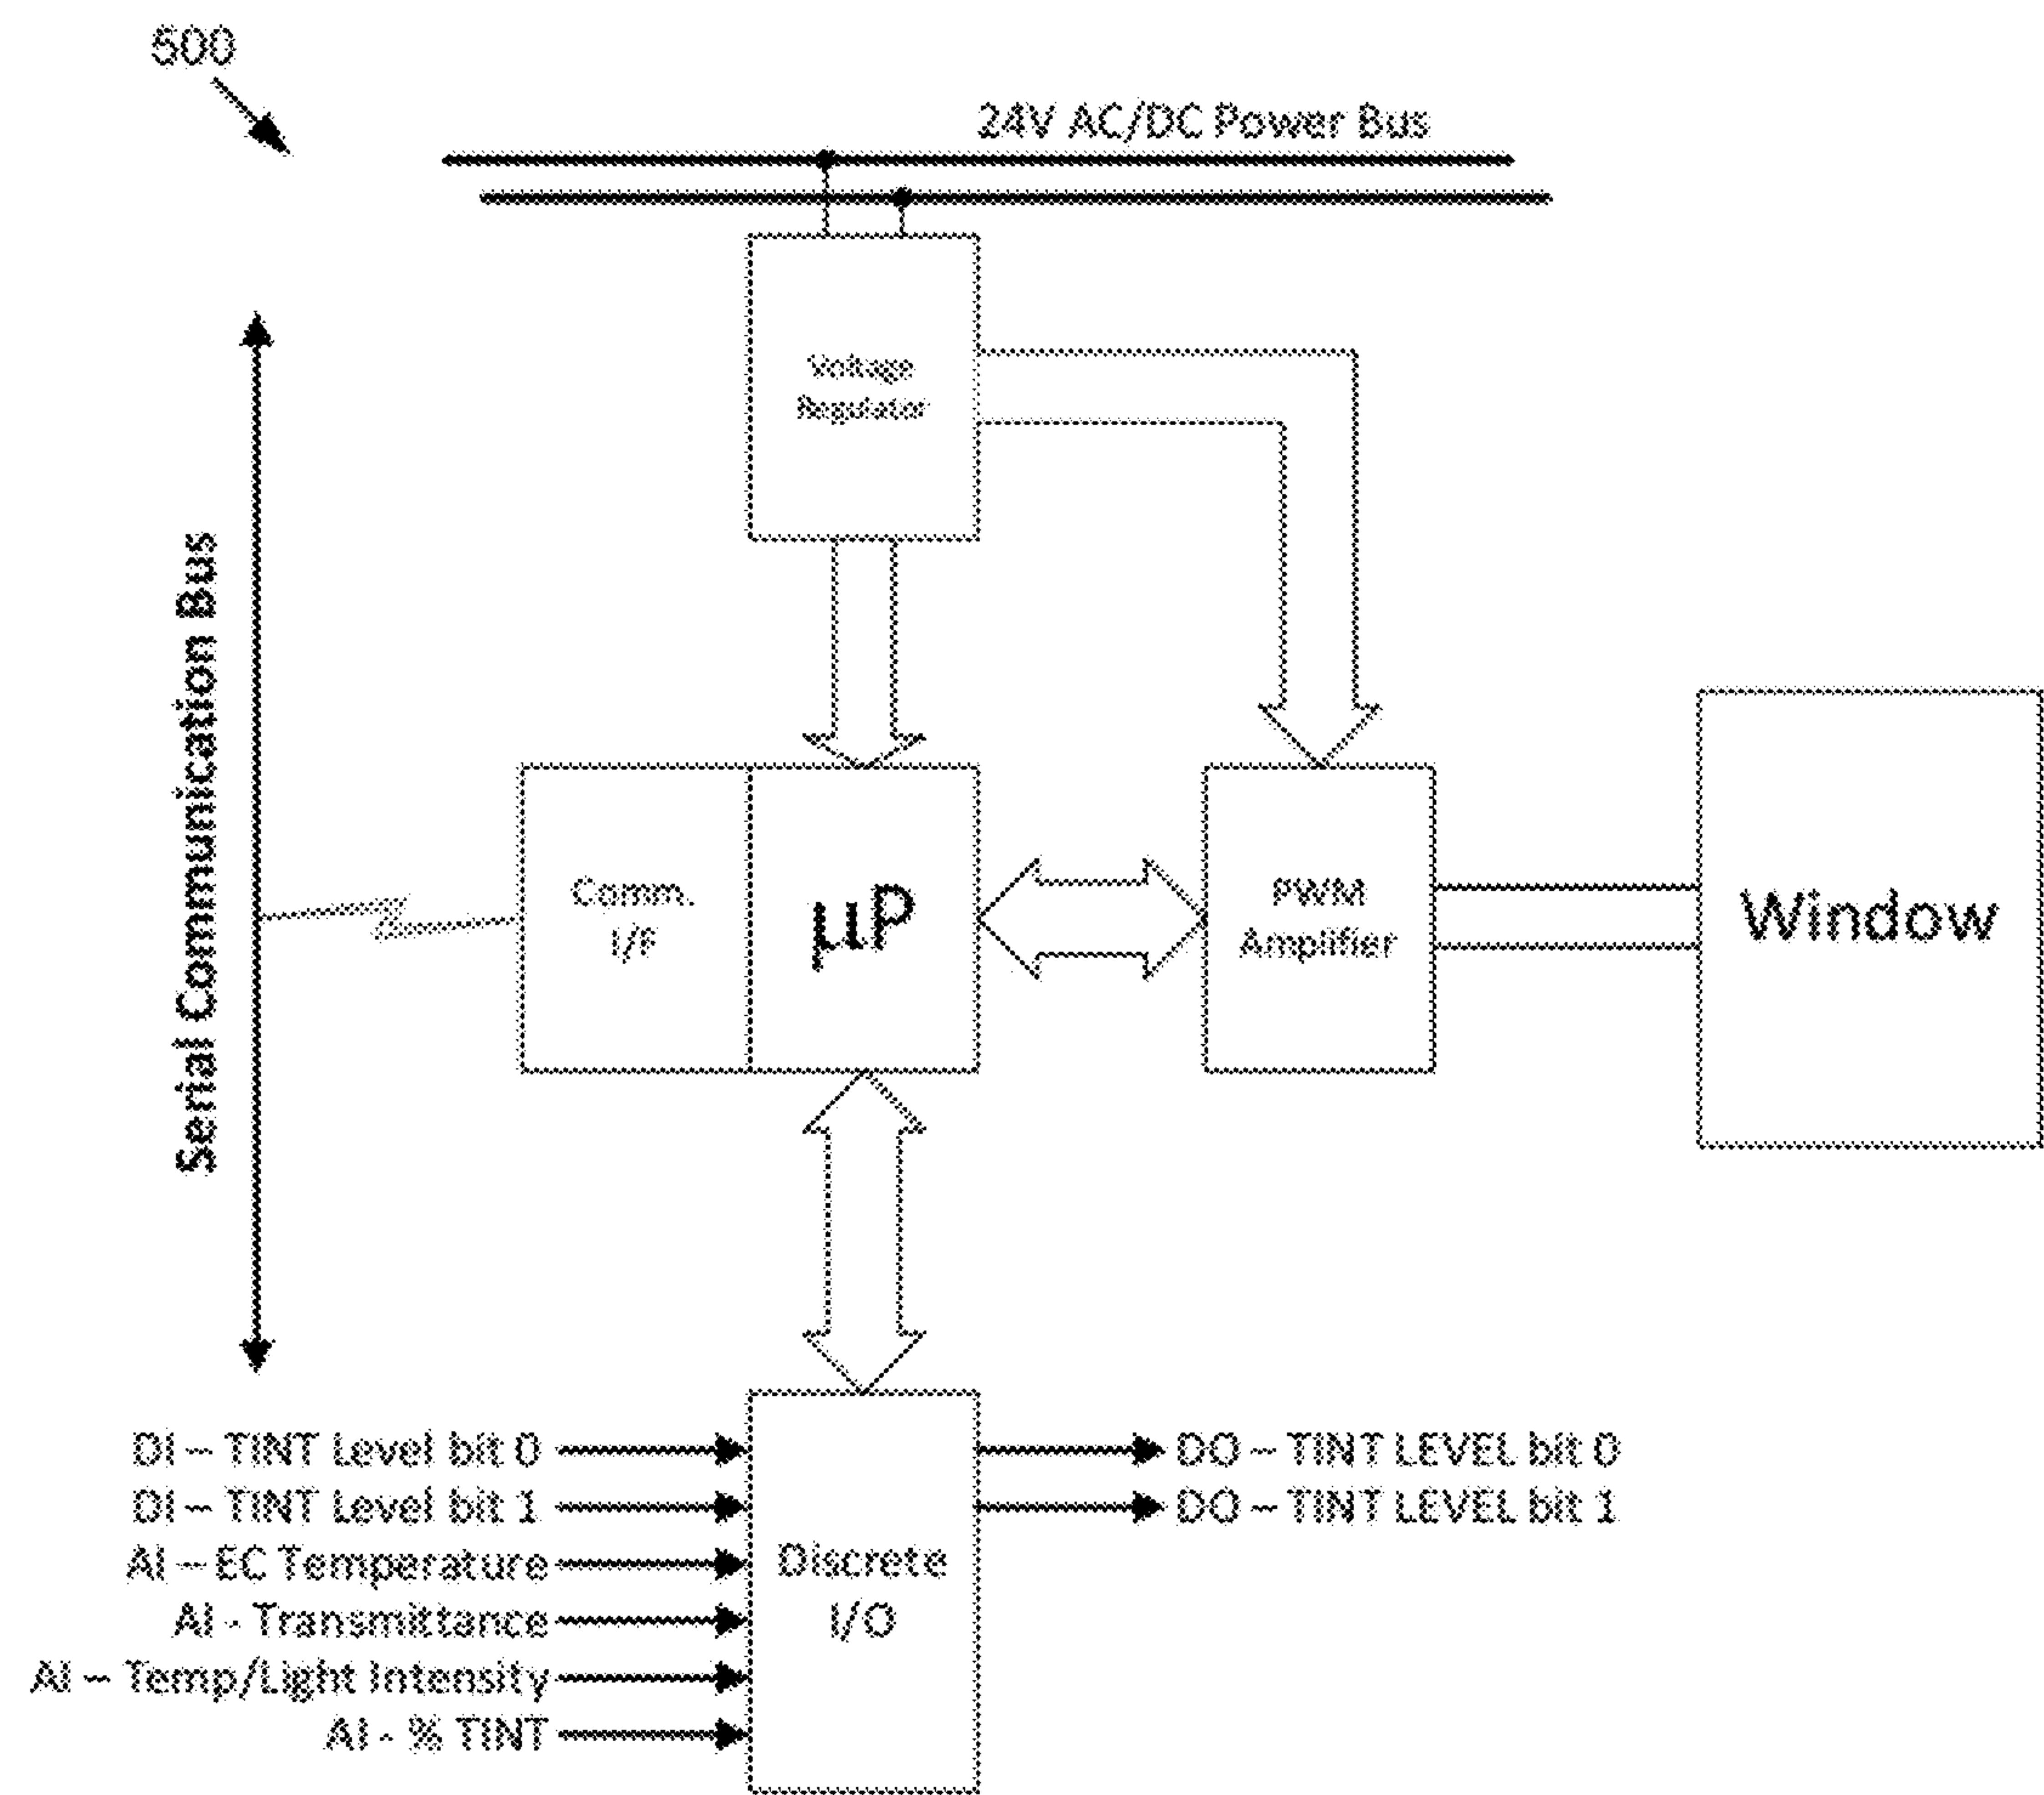 500
24V AC/DC Power Bus
Voltage
Regulator
Serial Communication Bus
Comm.
I/F
µP
PWM
Amplifier
Window
DI – TINT Level bit 0
DI – TINT Level bit 1
AI – EC Temperature
AI - Transmittance
AI – Temp/Light Intensity
AI - % TINT
Discrete
I/O
DO – TINT LEVEL bit 0
DO – TINT LEVEL bit 1